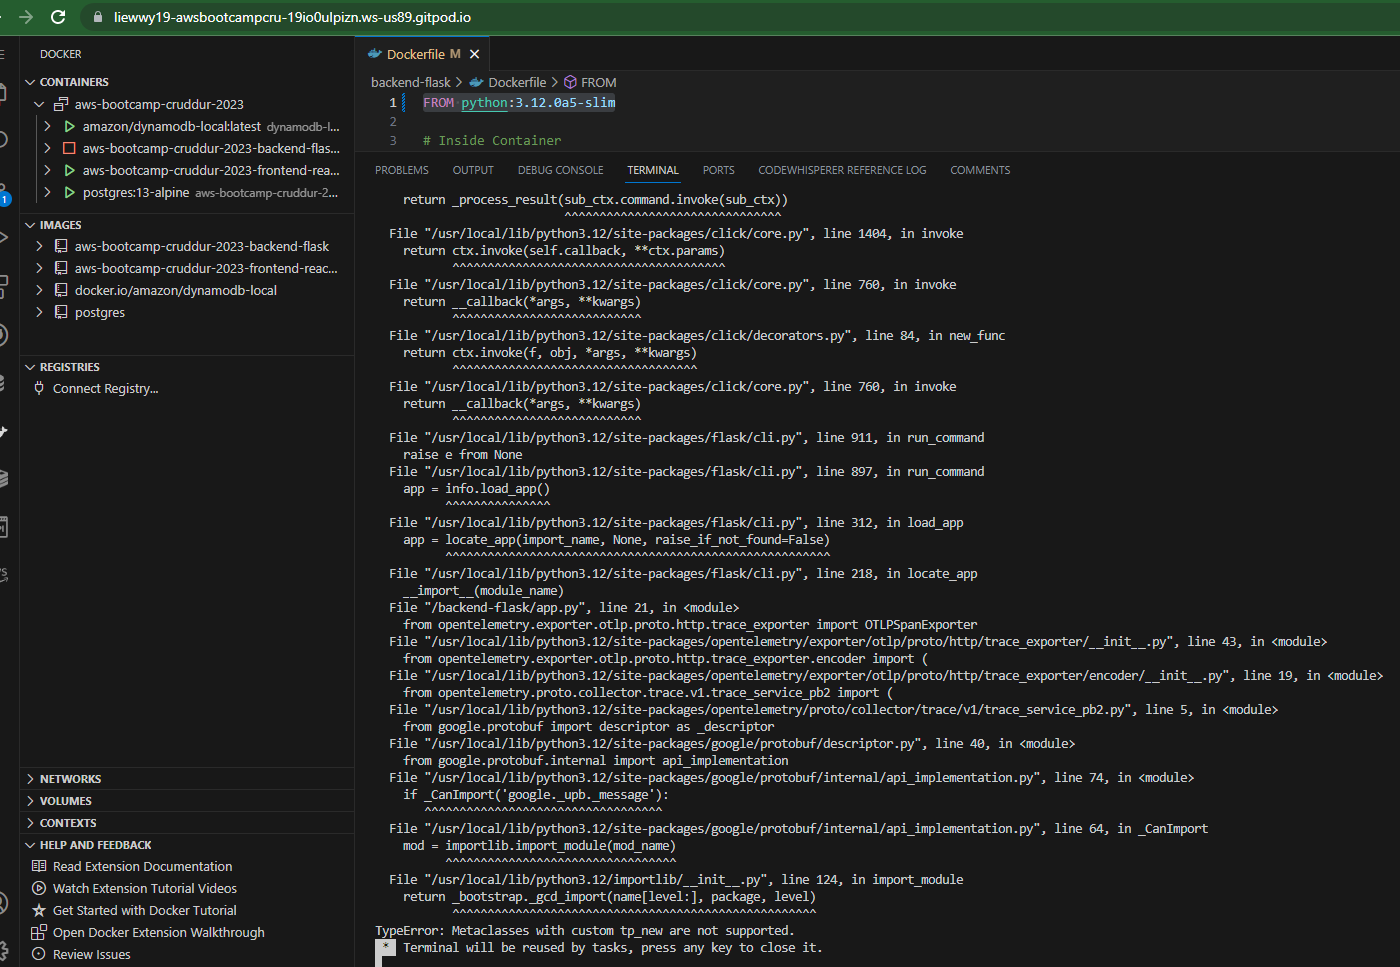 liewwy19-awsbootcampcru-19io0ulpizn.ws-us89.gitpod.io
DOCKER
CONTAINERS
aws-bootcamp-cruddur-2023
amazon/dynamodb-local:latest dynamodb-l...
aws-bootcamp-cruddur-2023-backend-flas...
aws-bootcamp-cruddur-2023-frontend-rea...
postgres:13-alpine aws-bootcamp-cruddur-2...
IMAGES
aws-bootcamp-cruddur-2023-backend-flask
aws-bootcamp-cruddur-2023-frontend-reac...
docker.io/amazon/dynamodb-local
postgres
REGISTRIES
Connect Registry...
NETWORKS
VOLUMES
CONTEXTS
HELP AND FEEDBACK
Read Extension Documentation
Watch Extension Tutorial Videos
Get Started with Docker Tutorial
Open Docker Extension Walkthrough
Review Issues
1
Dockerfile M
backend-flask > Dockerfile > FROM
1 FROM python:3.12.0a5-slim
2
3 # Inside Container
PROBLEMS OUTPUT DEBUG CONSOLE TERMINAL PORTS CODEWHISPERER REFERENCE LOG COMMENTS
return _process_result(sub_ctx.command.invoke(sub_ctx))
^^^^^^^^^^^^^^^^^^^^^^^^^^^^^^^
File "/usr/local/lib/python3.12/site-packages/click/core.py", line 1404, in invoke
return ctx.invoke(self.callback, **ctx.params)
^^^^^^^^^^^^^^^^^^^^^^^^^^^^^^^^^^^^^^^
File "/usr/local/lib/python3.12/site-packages/click/core.py", line 760, in invoke
return __callback(*args, **kwargs)
^^^^^^^^^^^^^^^^^^^^^^^^^^^
File "/usr/local/lib/python3.12/site-packages/click/decorators.py", line 84, in new_func
return ctx.invoke(f, obj, *args, **kwargs)
^^^^^^^^^^^^^^^^^^^^^^^^^^^^^^^^^^^
File "/usr/local/lib/python3.12/site-packages/click/core.py", line 760, in invoke
return __callback(*args, **kwargs)
^^^^^^^^^^^^^^^^^^^^^^^^^^^
File "/usr/local/lib/python3.12/site-packages/flask/cli.py", line 911, in run_command
raise e from None
File "/usr/local/lib/python3.12/site-packages/flask/cli.py", line 897, in run_command
app = info.load_app()
^^^^^^^^^^^^^^^
File "/usr/local/lib/python3.12/site-packages/flask/cli.py", line 312, in load_app
app = locate_app(import_name, None, raise_if_not_found=False)
^^^^^^^^^^^^^^^^^^^^^^^^^^^^^^^^^^^^^^^^^^^^^^^^^^^^^^^
File "/usr/local/lib/python3.12/site-packages/flask/cli.py", line 218, in locate_app
__import__(module_name)
File "/backend-flask/app.py", line 21, in <module>
from opentelemetry.exporter.otlp.proto.http.trace_exporter import OTLPSpanExporter
File "/usr/local/lib/python3.12/site-packages/opentelemetry/exporter/otlp/proto/http/trace_exporter/__init__.py", line 43, in <module>
from opentelemetry.exporter.otlp.proto.http.trace_exporter.encoder import (
File "/usr/local/lib/python3.12/site-packages/opentelemetry/exporter/otlp/proto/http/trace_exporter/encoder/__init__.py", line 19, in <module>
from opentelemetry.proto.collector.trace.v1.trace_service_pb2 import (
File "/usr/local/lib/python3.12/site-packages/opentelemetry/proto/collector/trace/v1/trace_service_pb2.py", line 5, in <module>
from google.protobuf import descriptor as _descriptor
File "/usr/local/lib/python3.12/site-packages/google/protobuf/descriptor.py", line 40, in <module>
from google.protobuf.internal import api_implementation
File "/usr/local/lib/python3.12/site-packages/google/protobuf/internal/api_implementation.py", line 74, in <module>
if _CanImport('google._upb._message'):
^^^^^^^^^^^^^^^^^^^^^^^^^^^^^^^^^^
File "/usr/local/lib/python3.12/site-packages/google/protobuf/internal/api_implementation.py", line 64, in _CanImport
mod = importlib.import_module(mod_name)
^^^^^^^^^^^^^^^^^^^^^^^^^^^^^^^^^
File "/usr/local/lib/python3.12/importlib/__init__.py", line 124, in import_module
return _bootstrap._gcd_import(name[level:], package, level)
^^^^^^^^^^^^^^^^^^^^^^^^^^^^^^^^^^^^^^^^^^^^^^^^^^^^
TypeError: Metaclasses with custom tp_new are not supported.
* Terminal will be reused by tasks, press any key to close it.